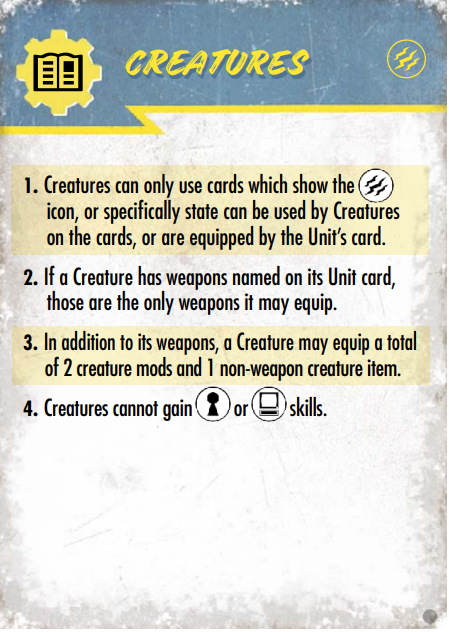 CREATURES
1. Creatures can only use cards which show the
icon, or specifically state can be used by Creatures
on the cards, or are equipped by the Unit's card.
2. If a Creature has weapons named on its Unit card,
those are the only weapons it may equip.
3. In addition to its weapons, a Creature may equip a total
of 2 creature mods and 1 non-weapon creature item.
4. Creatures cannot gain or skills.